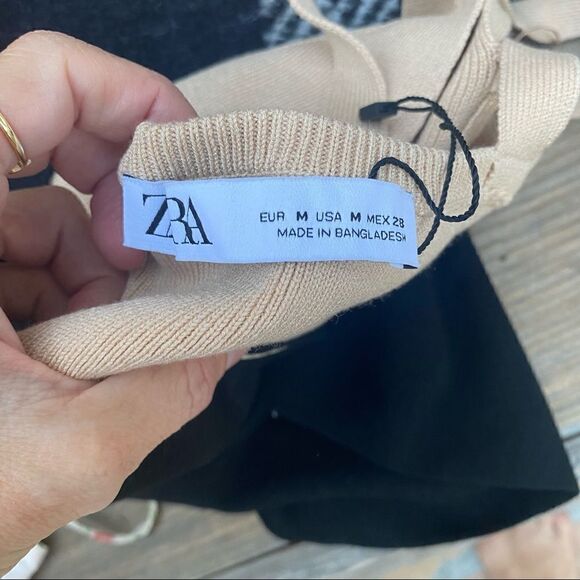 ZARA
EUR M USA M MEX 28
MADE IN BANGLADESH